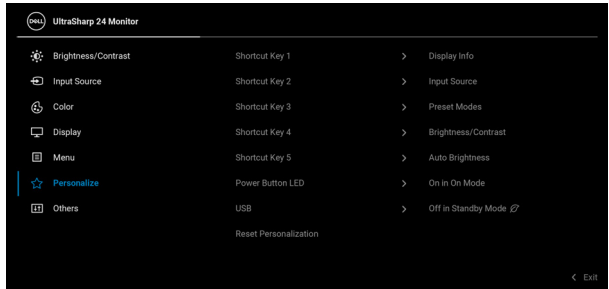 DELL UltraSharp 24 Monitor
Brightness/Contrast Shortcut Key 1 > Display Info
Input Source Shortcut Key 2 > Input Source
Color Shortcut Key 3 > Preset Modes
Display Shortcut Key 4 > Brightness/Contrast
Menu Shortcut Key 5 > Auto Brightness
Personalize Power Button LED > On in On Mode
Others USB > Off in Standby Mode
Reset Personalization
< Exit